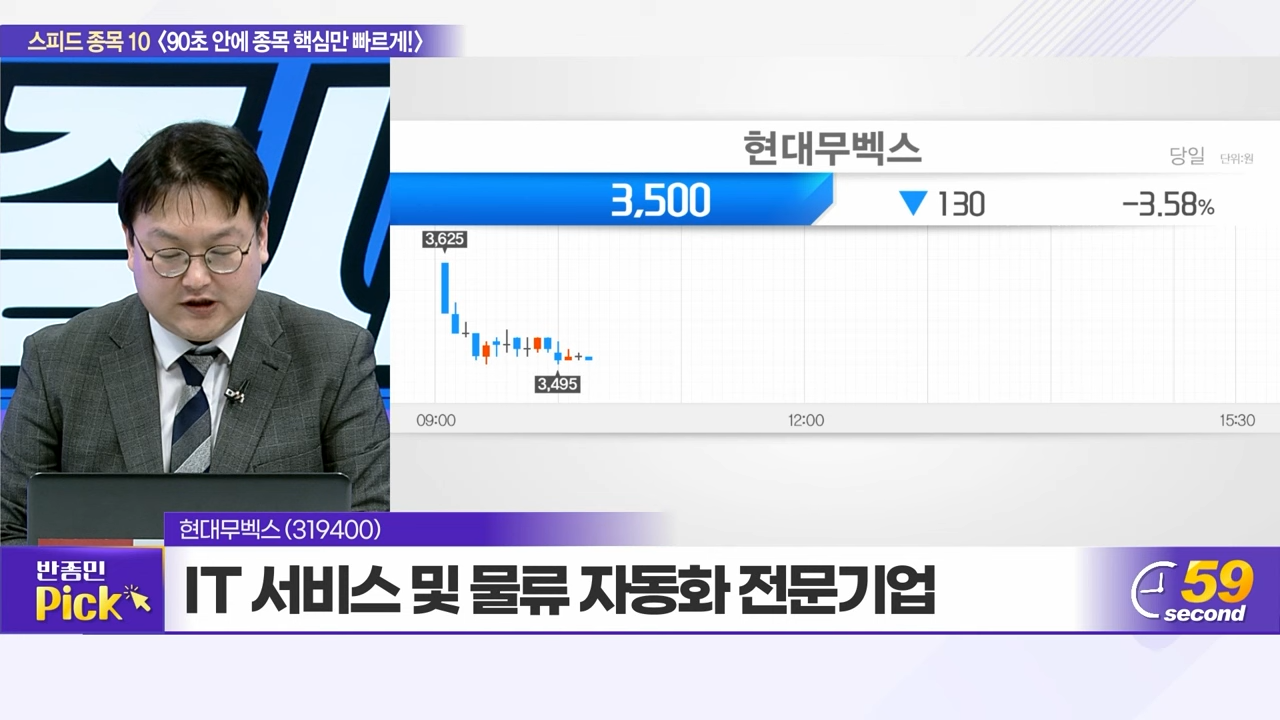 스피드 종목 10 〈90초 안에 종목 핵심만 빠르게!〉
현대무벡스
당일 단위:원
3,500 ▼ 130 -3.58%
3,625
3,495
09:00 12:00 15:30
현대무벡스 (319400)
반종민
Pick
IT 서비스 및 물류 자동화 전문기업
59
second